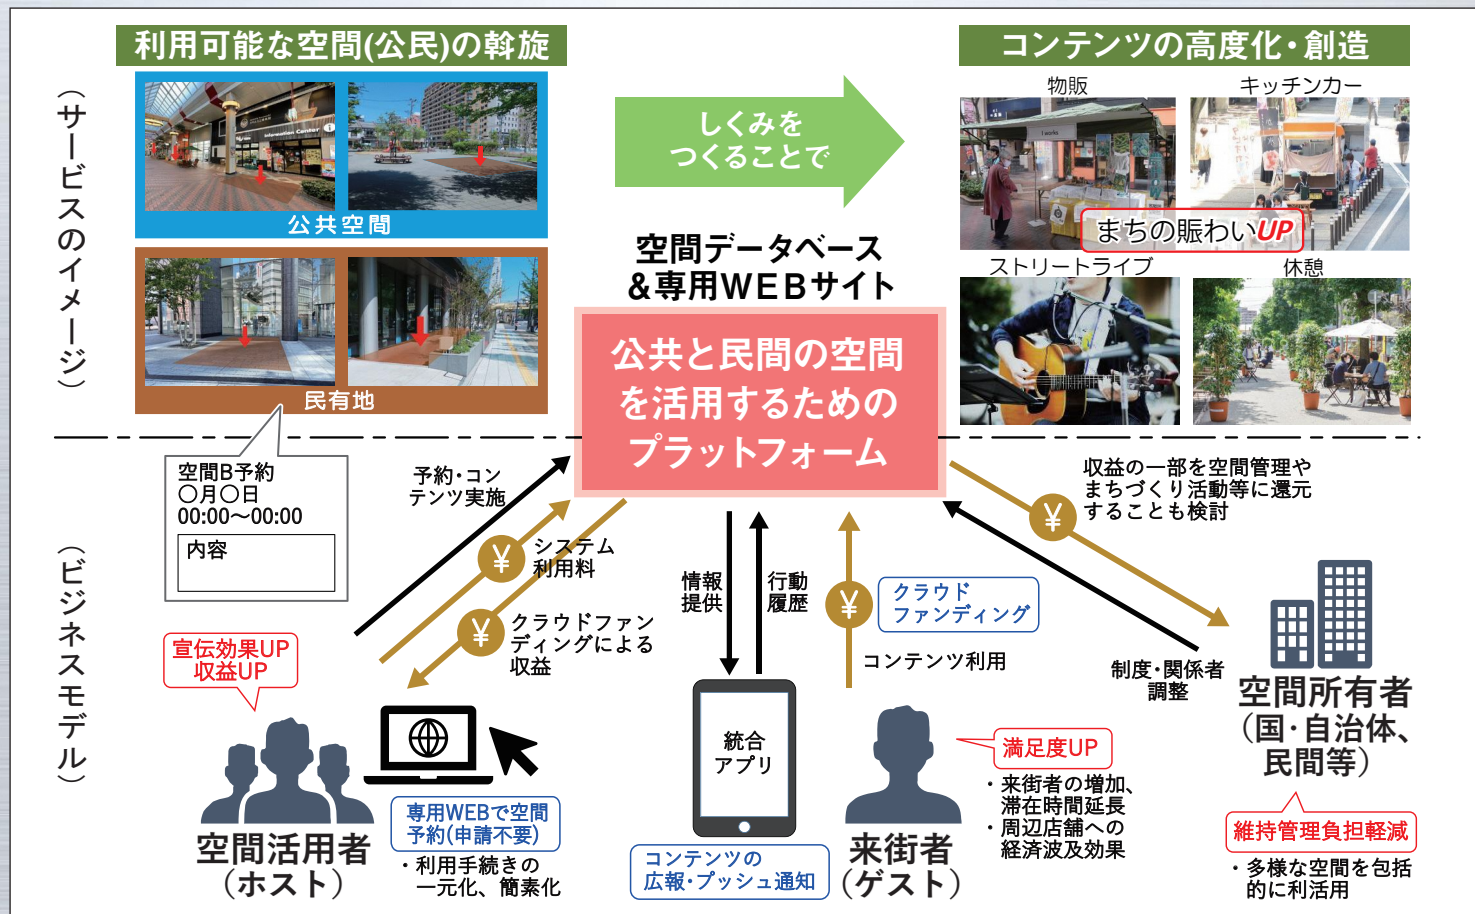 利用可能な空間(公民)の斡旋
コンテンツの高度化・創造
（サービスのイメージ）
Information Center
公共空間
民有地
しくみを
つくることで
物販
キッチンカー
まちの賑わいUP
ストリートライブ
休憩
空間データベース
&専用WEBサイト
公共と民間の空間
を活用するための
プラットフォーム
（ビジネスモデル）
空間B予約
〇月〇日
00:00〜00:00
内容
予約・コン
テンツ実施
¥
システム
利用料
¥
クラウドファン
ディングによる
収益
情報
提供
行動
履歴
¥
クラウド
ファンディング
コンテンツ利用
¥
収益の一部を空間管理や
まちづくり活動等に還元
することも検討
制度・関係者
調整
宣伝効果UP
収益UP
空間活用者
（ホスト）
専用WEBで空間
予約(申請不要)
・利用手続きの
一元化、簡素化
統合
アプリ
コンテンツの
広報・プッシュ通知
来街者
（ゲスト）
満足度UP
・来街者の増加、
滞在時間延長
・周辺店舗への
経済波及効果
空間所有者
（国・自治体、
民間等）
維持管理負担軽減
・多様な空間を包括
的に利活用